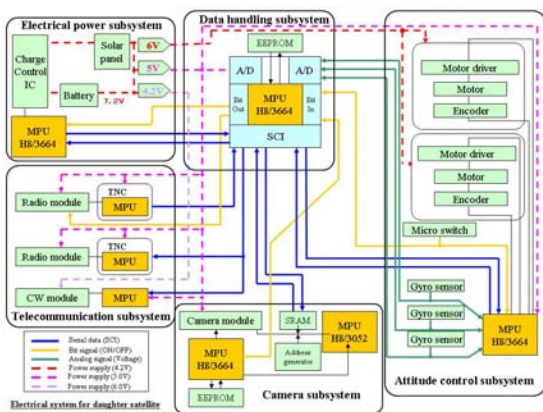 Electrical power subsystem
Charge
Control
IC
Solar
panel
Battery
7.2V
6V
5V
4.2V
MPU
H8/3664
Data handling subsystem
EEPROM
A/D
A/D
Bit
Out
MPU
H8/3664
Bit
In
SCI
Motor driver
Motor
Encoder
Motor driver
Motor
Encoder
Micro switch
Gyro sensor
Gyro sensor
Gyro sensor
MPU
H8/3664
Attitude control subsystem
Radio module
TNC
MPU
Radio module
TNC
MPU
CW module
MPU
Telecommunication subsystem
Camera module
SRAM
MPU
H8/3052
MPU
H8/3664
Address
generator
EEPROM
Camera subsystem
Serial data (SCI)
Bit signal (ON/OFF)
Analog signal (Voltage)
Power supply (4.2V)
Power supply (5.0V)
Power supply (6.0V)
Electrical system for daughter satellite